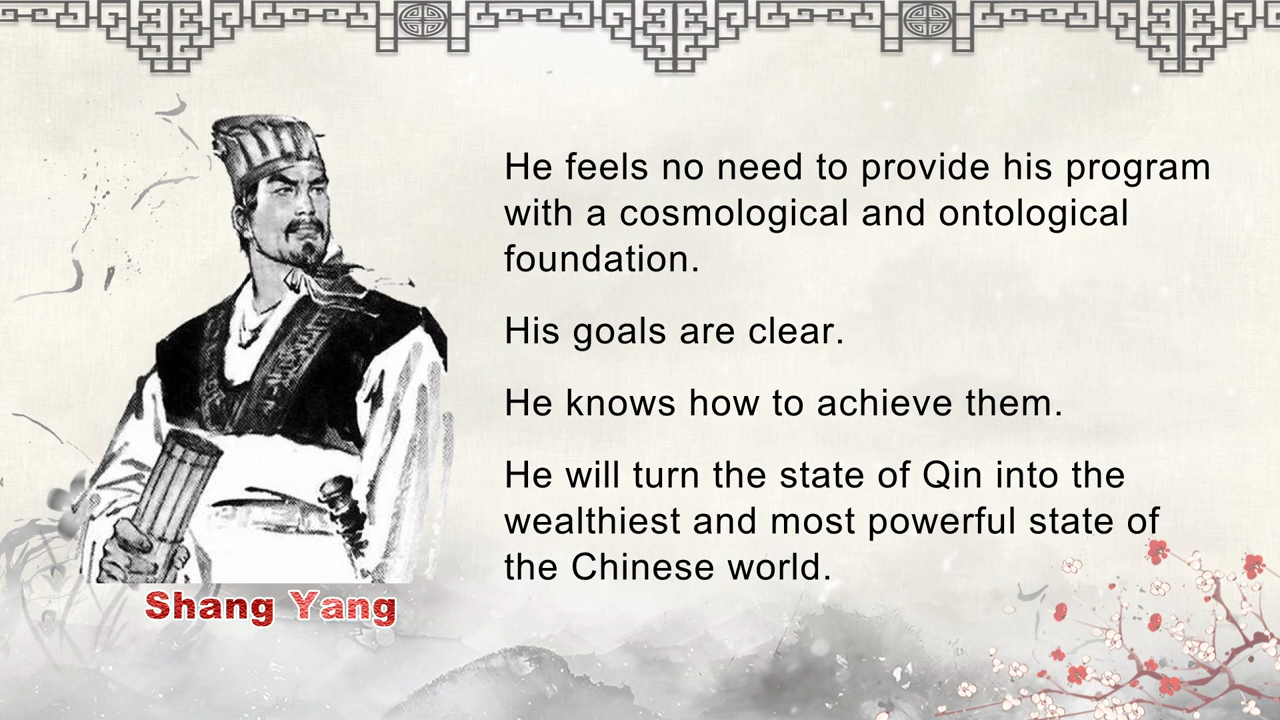 He feels no need to provide his program
with a cosmological and ontological
foundation.
His goals are clear.
He knows how to achieve them.
He will turn the state of Qin into the
wealthiest and most powerful state of
the Chinese world.
Shang Yang